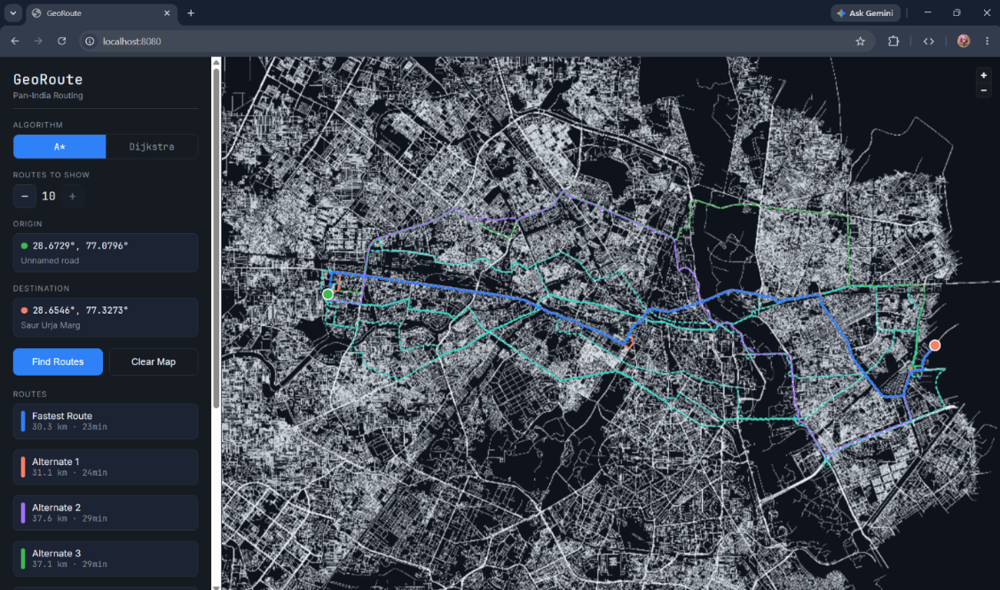 GeoRoute
Ask Gemini
localhost:8080
GeoRoute
Pan-India Routing
ALGORITHM
A*
Dijkstra
ROUTES TO SHOW
− 10 +
ORIGIN
28.6729°, 77.0796°
Unnamed road
DESTINATION
28.6546°, 77.3273°
Saur Urja Marg
Find Routes
Clear Map
ROUTES
Fastest Route
30.3 km · 23min
Alternate 1
31.1 km · 24min
Alternate 2
37.6 km · 29min
Alternate 3
37.1 km · 29min
+
−